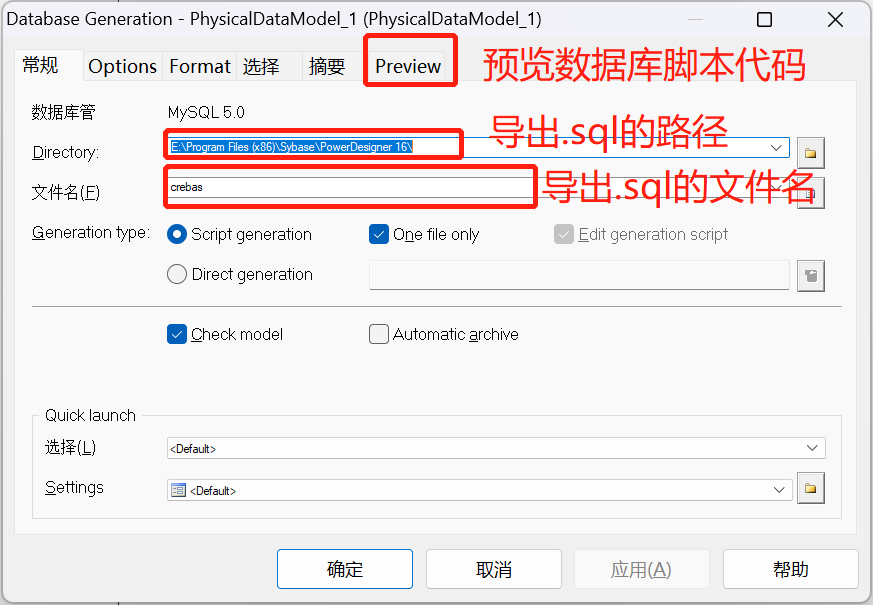 Database Generation - PhysicalDataModel_1 (PhysicalDataModel_1)
常规 Options Format 选择 摘要 Preview 预览数据库脚本代码
数据库管 MySQL 5.0
导出.sql的路径
Directory: E:\Program Files (x86)\Sybase\PowerDesigner 16\
文件名(F) crebas 导出.sql的文件名
Generation type: Script generation One file only Edit generation script
Direct generation
Check model Automatic archive
Quick launch
选择(L) <Default>
Settings <Default>
确定 取消 应用(A) 帮助